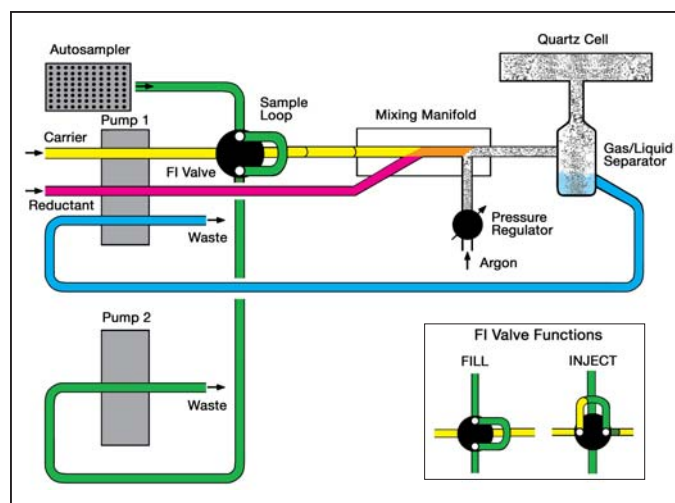 Autosampler
Pump 1
Carrier
Sample
Loop
FI Valve
Reductant
Waste
Mixing Manifold
Quartz Cell
Gas/Liquid
Separator
Pressure
Regulator
Argon
Pump 2
Waste
FI Valve Functions
FILL
INJECT